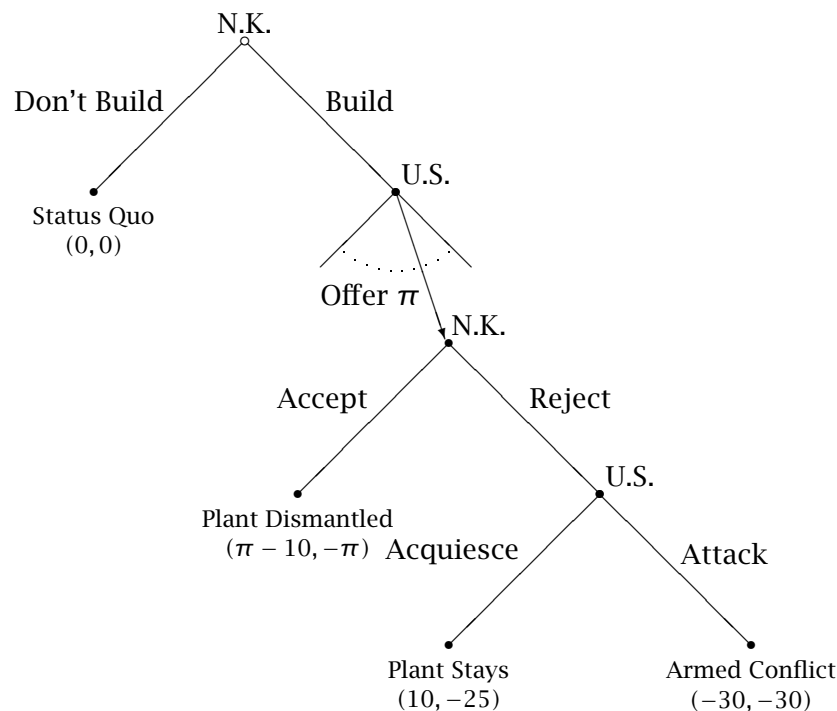 N.K.
Don't Build
Build
U.S.
Status Quo
(0, 0)
Offer π
N.K.
Accept
Reject
U.S.
Plant Dismantled
(π − 10, −π)
Acquiesce
Attack
Plant Stays
(10, −25)
Armed Conflict
(−30, −30)